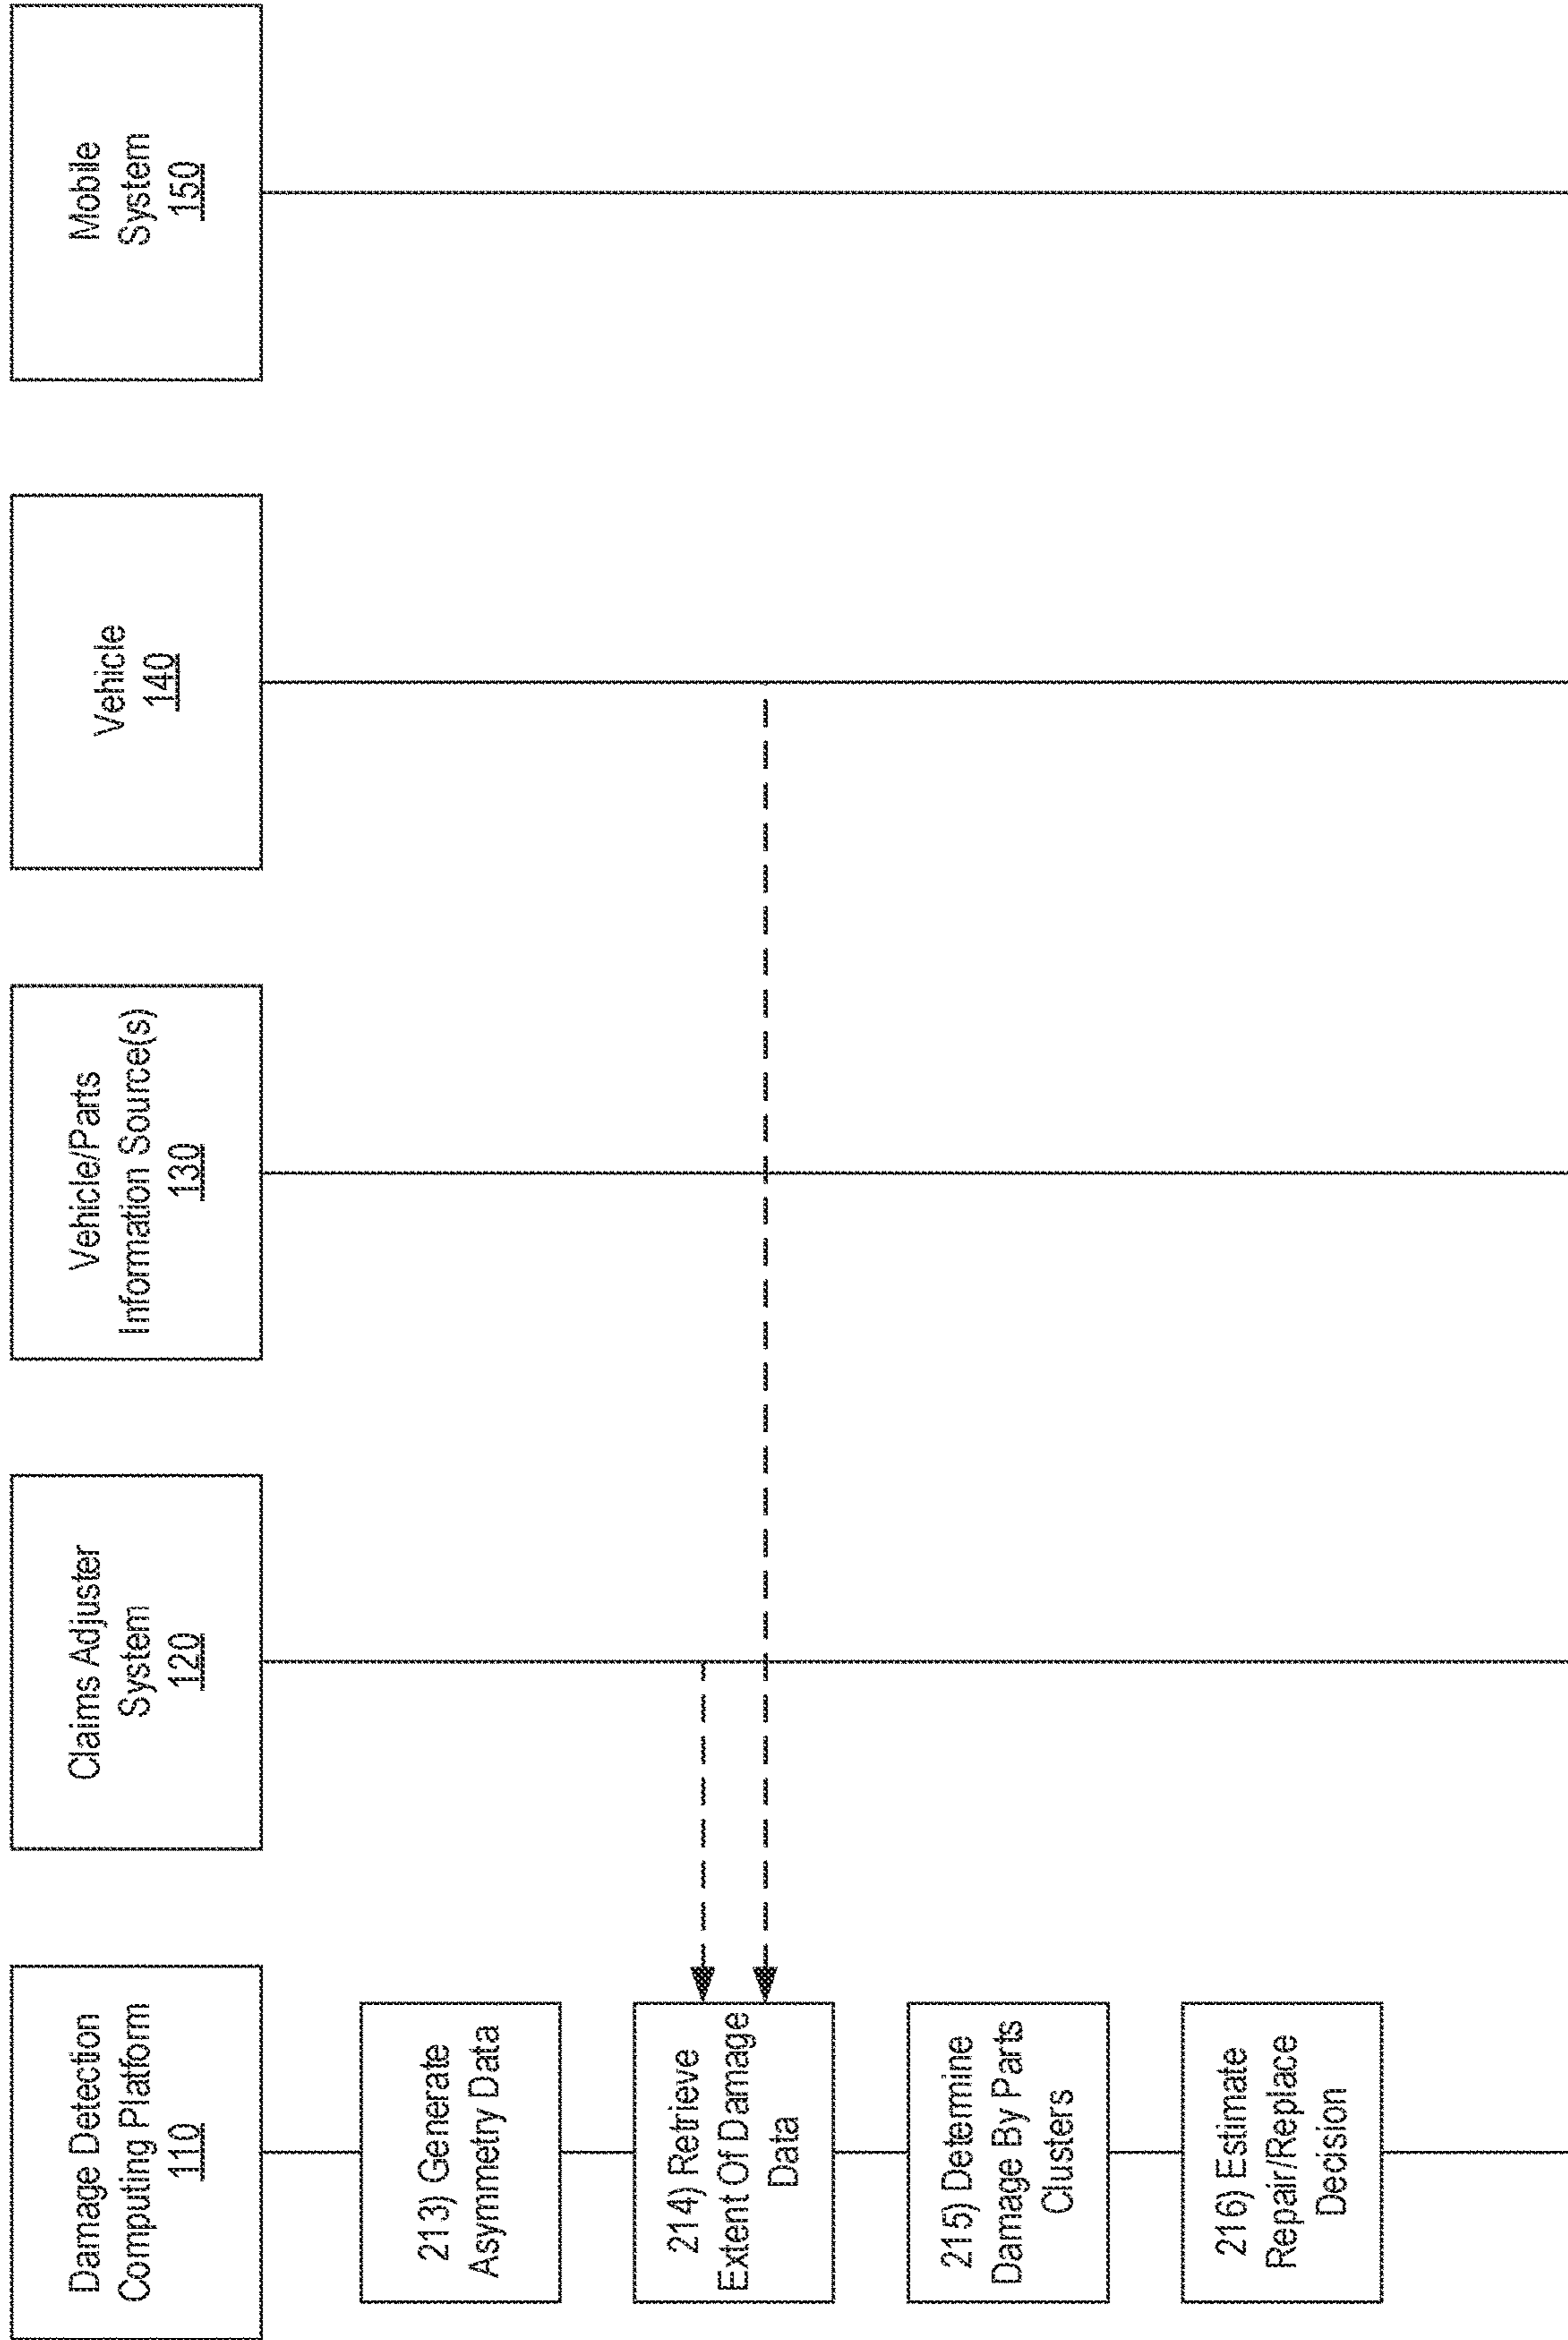 Damage Detection
Computing Platform
110
Claims Adjuster
System
120
Vehicle/Parts
Information Source(s)
130
Vehicle
140
Mobile
System
150
213) Generate
Asymmetry Data
214) Retrieve
Extent Of Damage
Data
215) Determine
Damage By Parts
Clusters
216) Estimate
Repair/Replace
Decision